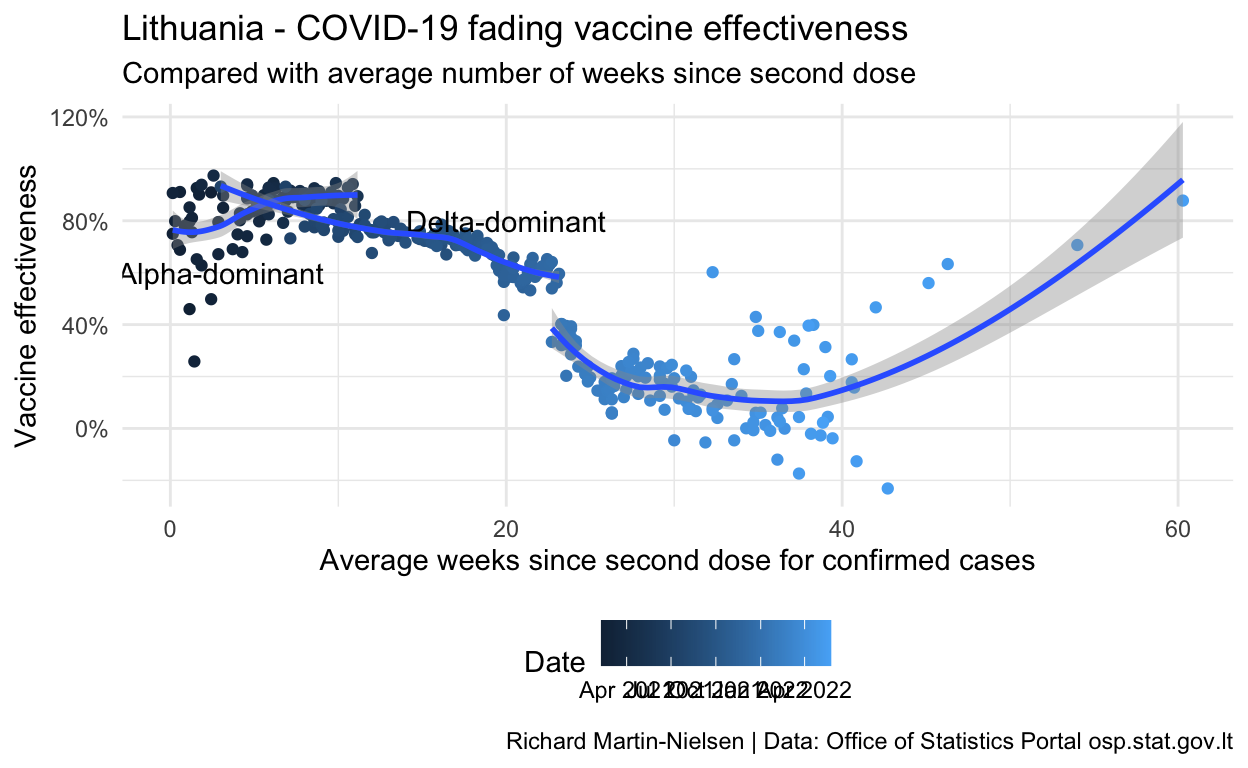 Lithuania - COVID-19 fading vaccine effectiveness
Compared with average number of weeks since second dose
120%
80%
40%
0%
Vaccine effectiveness
Delta-dominant
Alpha-dominant
0 20 40 60
Average weeks since second dose for confirmed cases
Date
Apr 2022
Richard Martin-Nielsen | Data: Office of Statistics Portal osp.stat.gov.lt